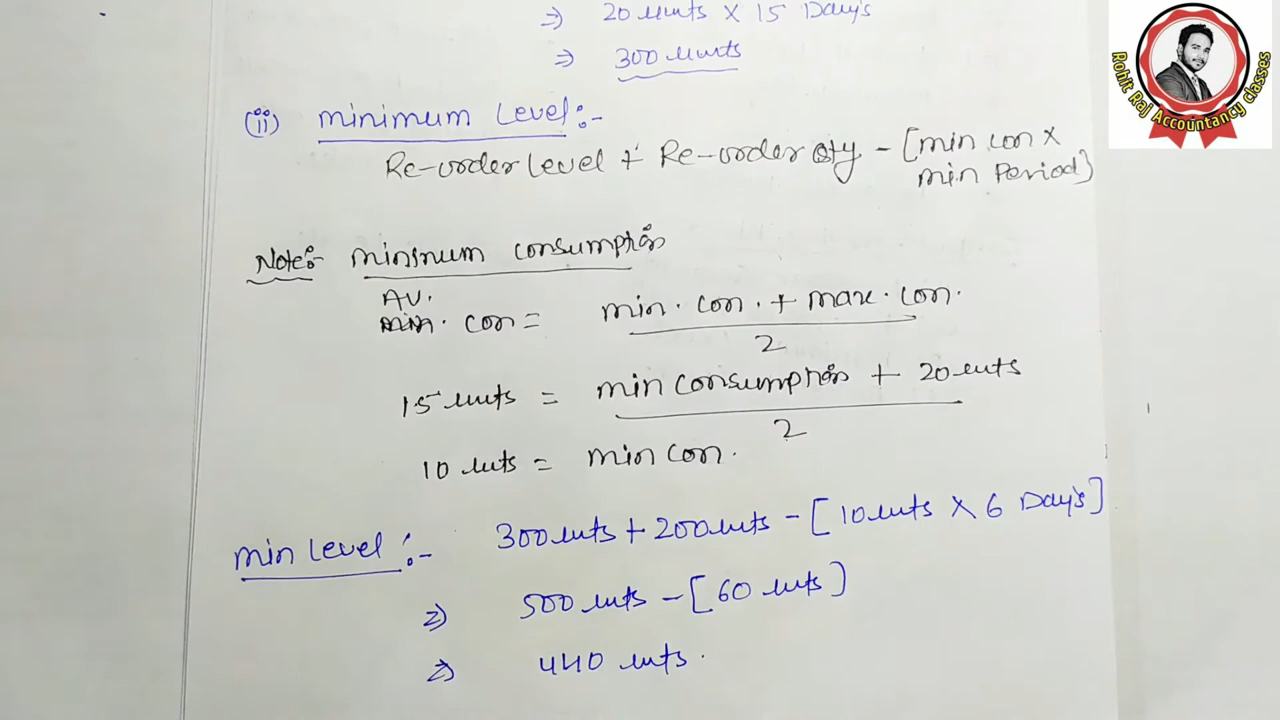 ⇒ 20 units X 15 Days
⇒ 300 units
(ii) minimum Level:-
Re-order Level + Re-order Qty - [min con X
min Period]
Note:- minimum consumption
Av.
min. con = min. con. + max. con.
2
15 units = min consumption + 20 units
2
10 units = min con.
min Level :- 300 units + 200 units - [10 units X 6 Days]
⇒ 500 units - [60 units]
⇒ 440 units.
Rohit Raj Accountancy classes